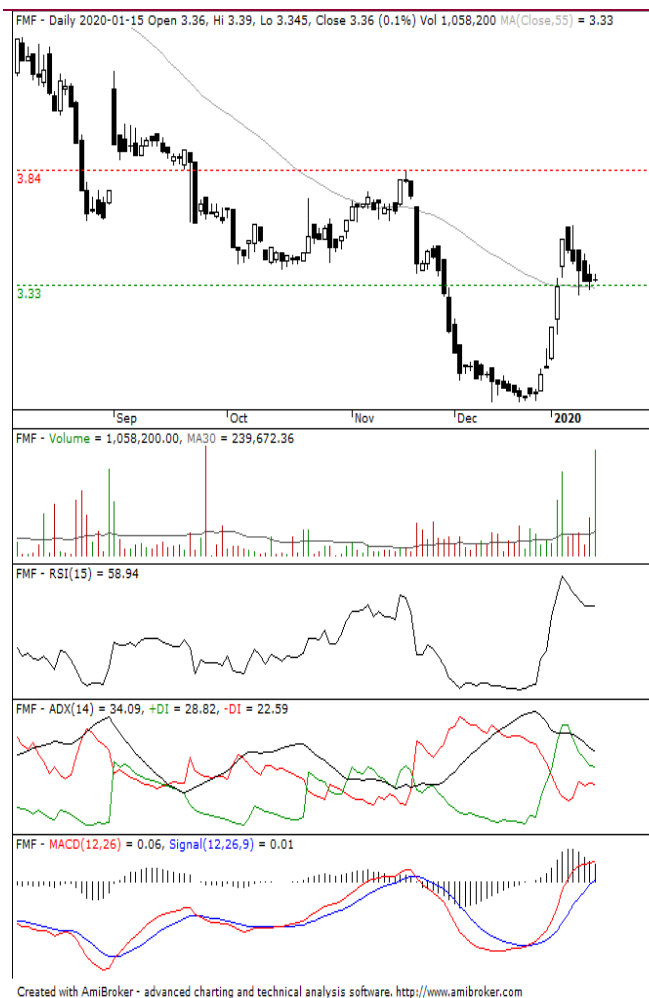 FMF - Daily 2020-01-15 Open 3.36, Hi 3.39, Lo 3.345, Close 3.36 (0.1%) Vol 1,058,200 MA(Close,55) = 3.33
3.84
3.33
Sep Oct Nov Dec 2020
FMF - Volume = 1,058,200.00, MA30 = 239,672.36
FMF - RSI(15) = 58.94
FMF - ADX(14) = 34.09, +DI = 28.82, -DI = 22.59
FMF - MACD(12,26) = 0.06, Signal(12,26,9) = 0.01
Created with AmiBroker - advanced charting and technical analysis software. http://www.amibroker.com